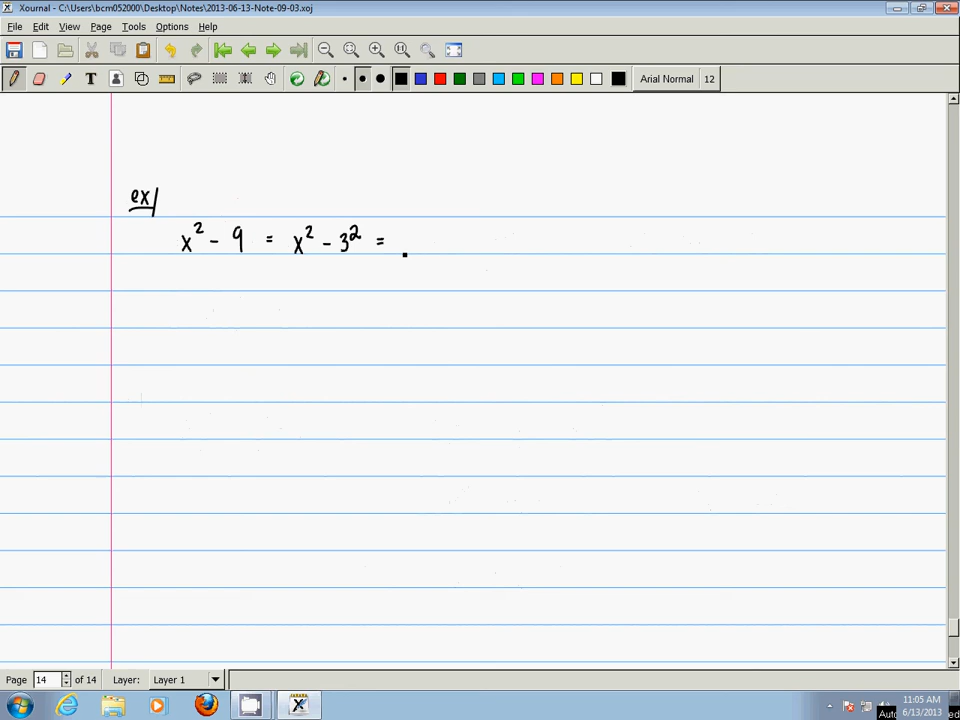 Xournal - C:\Users\bcm052000\Desktop\Notes\2013-06-13-Note-09-03.xoj
File Edit View Page Tools Options Help
T Arial Normal 12
ex/
x² - 9 = x² - 3² =
Page 14 of 14 Layer: Layer 1
11:05 AM
6/13/2013